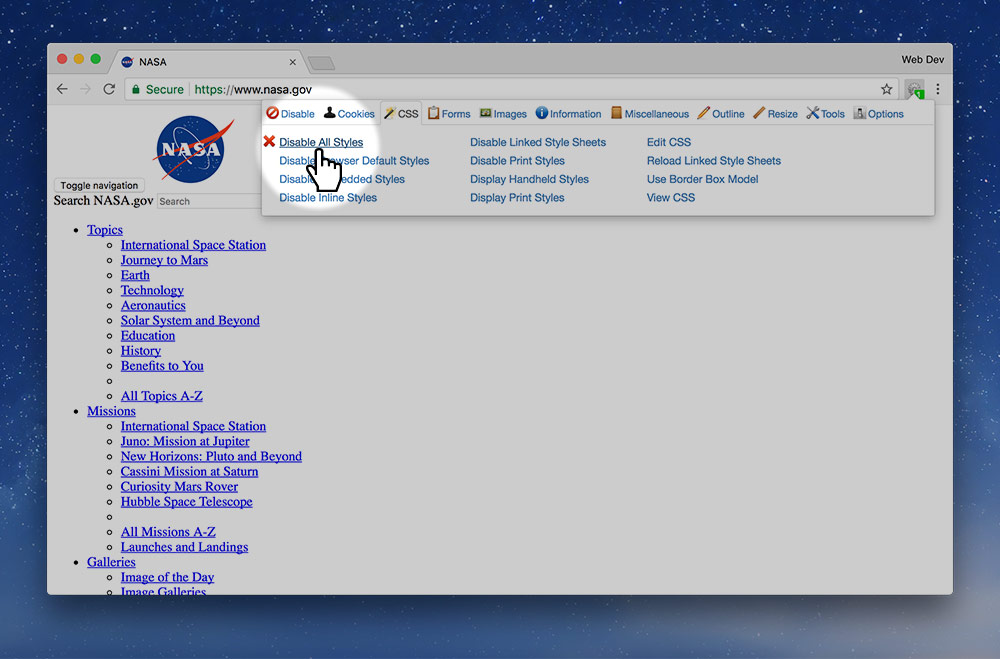 NASA
Web Dev
Secure https://www.nasa.gov
1
Disable Cookies CSS Forms Images Information Miscellaneous Outline Resize Tools Options
Disable All Styles Disable Linked Style Sheets Edit CSS
Disable Browser Default Styles Disable Print Styles Reload Linked Style Sheets
Disable Embedded Styles Display Handheld Styles Use Border Box Model
Disable Inline Styles Display Print Styles View CSS
NASA
Toggle navigation
Search NASA.gov Search
Topics
International Space Station
Journey to Mars
Earth
Technology
Aeronautics
Solar System and Beyond
Education
History
Benefits to You
All Topics A-Z
Missions
International Space Station
Juno: Mission at Jupiter
New Horizons: Pluto and Beyond
Cassini Mission at Saturn
Curiosity Mars Rover
Hubble Space Telescope
All Missions A-Z
Launches and Landings
Galleries
Image of the Day
Image Galleries